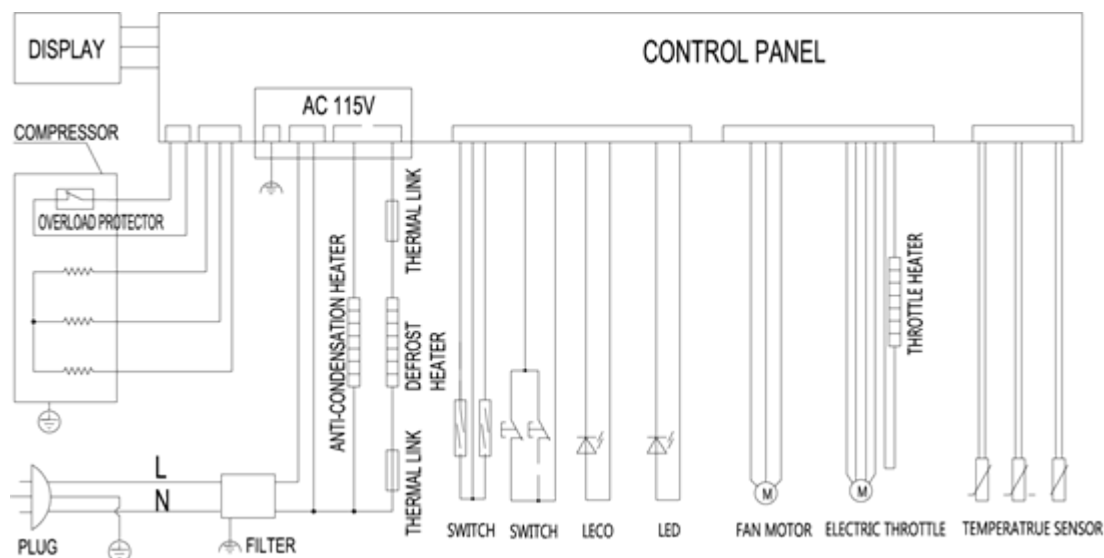 DISPLAY
CONTROL PANEL
AC 115V
COMPRESSOR
OVERLOAD PROTECTOR
THERMAL LINK
ANTI-CONDENSATION HEATER
DEFROST
HEATER
THERMAL LINK
THROTTLE HEATER
L
N
PLUG
FILTER
SWITCH
SWITCH
LECO
LED
M
FAN MOTOR
M
ELECTRIC THROTTLE
TEMPERATRUE SENSOR